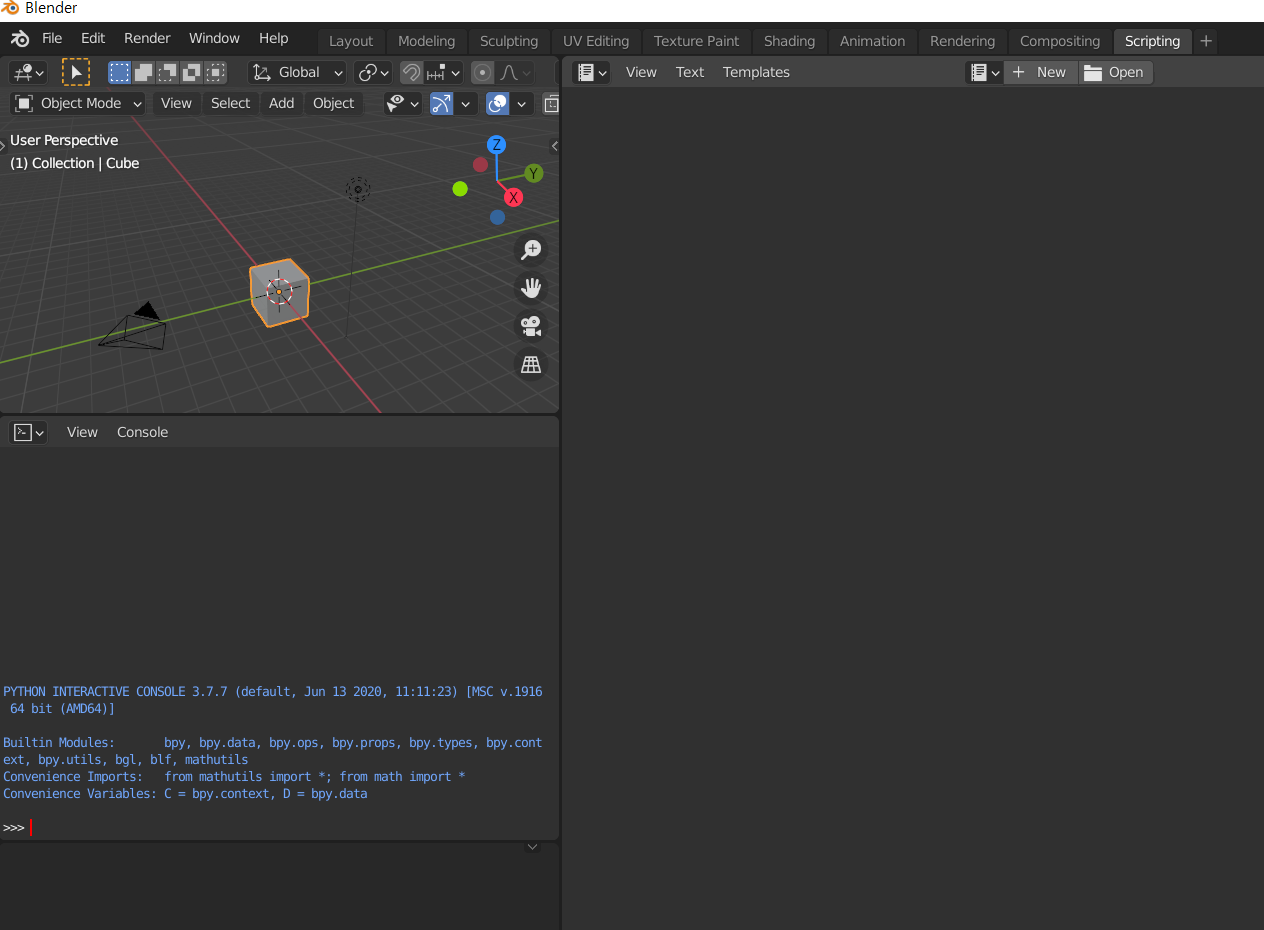 Blender
File Edit Render Window Help Layout Modeling Sculpting UV Editing Texture Paint Shading Animation Rendering Compositing Scripting +
Global
View Text Templates
+ New Open
Object Mode View Select Add Object
User Perspective
(1) Collection | Cube
Z
Y
X
View Console
PYTHON INTERACTIVE CONSOLE 3.7.7 (default, Jun 13 2020, 11:11:23) [MSC v.1916
64 bit (AMD64)]
Builtin Modules: bpy, bpy.data, bpy.ops, bpy.props, bpy.types, bpy.cont
ext, bpy.utils, bgl, blf, mathutils
Convenience Imports: from mathutils import *; from math import *
Convenience Variables: C = bpy.context, D = bpy.data
>>>